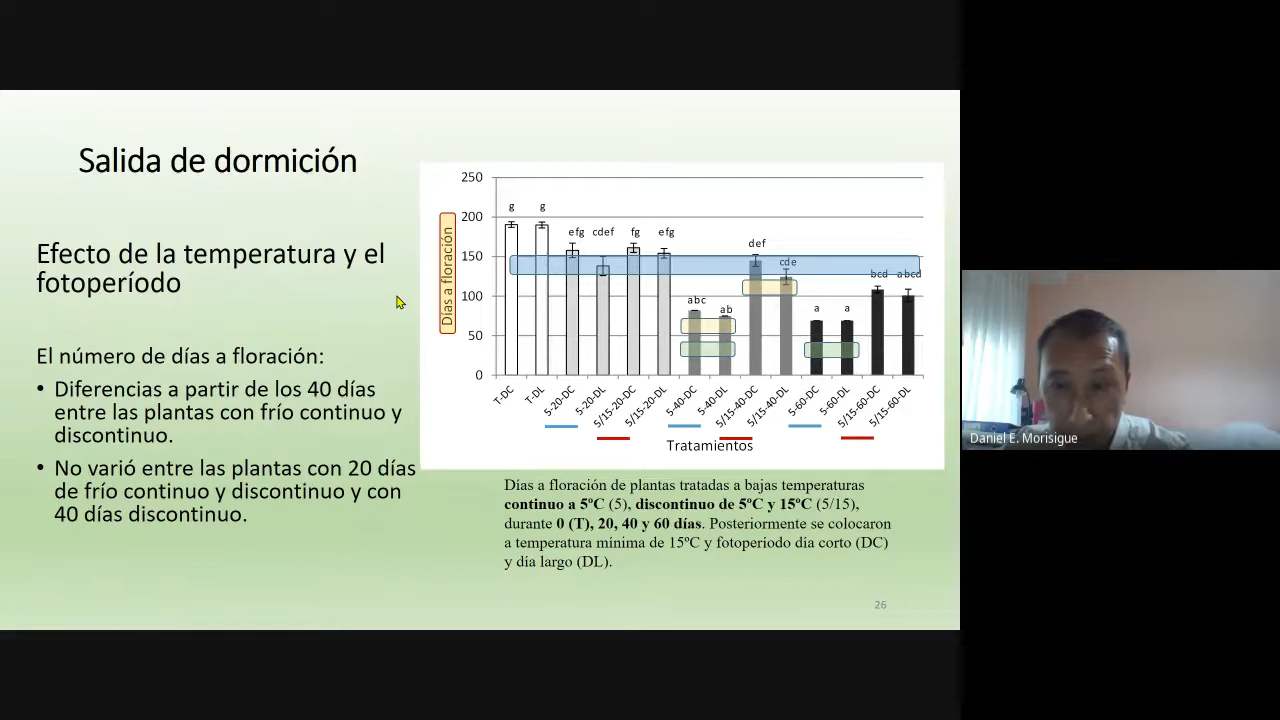 Salida de dormición
Efecto de la temperatura y el
fotoperíodo
El número de días a floración:
• Diferencias a partir de los 40 días
entre las plantas con frío continuo y
discontinuo.
• No varió entre las plantas con 20 días
de frío continuo y discontinuo y con
40 días discontinuo.
Días a floración
250
200
150
100
50
0
g
g
efg
cdef
fg
efg
abc
ab
def
cde
a
a
bcd
abcd
T-DC
T-DL
5-20-DC
5-20-DL
5/15-20-DC
5/15-20-DL
5-40-DC
5-40-DL
5/15-40-DC
5/15-40-DL
5-60-DC
5-60-DL
5/15-60-DC
5/15-60-DL
Tratamientos
Días a floración de plantas tratadas a bajas temperaturas
continuo a 5ºC (5), discontinuo de 5ºC y 15ºC (5/15),
durante 0 (T), 20, 40 y 60 días. Posteriormente se colocaron
a temperatura mínima de 15ºC y fotoperiodo día corto (DC)
y día largo (DL).
26
Daniel E. Morisigue